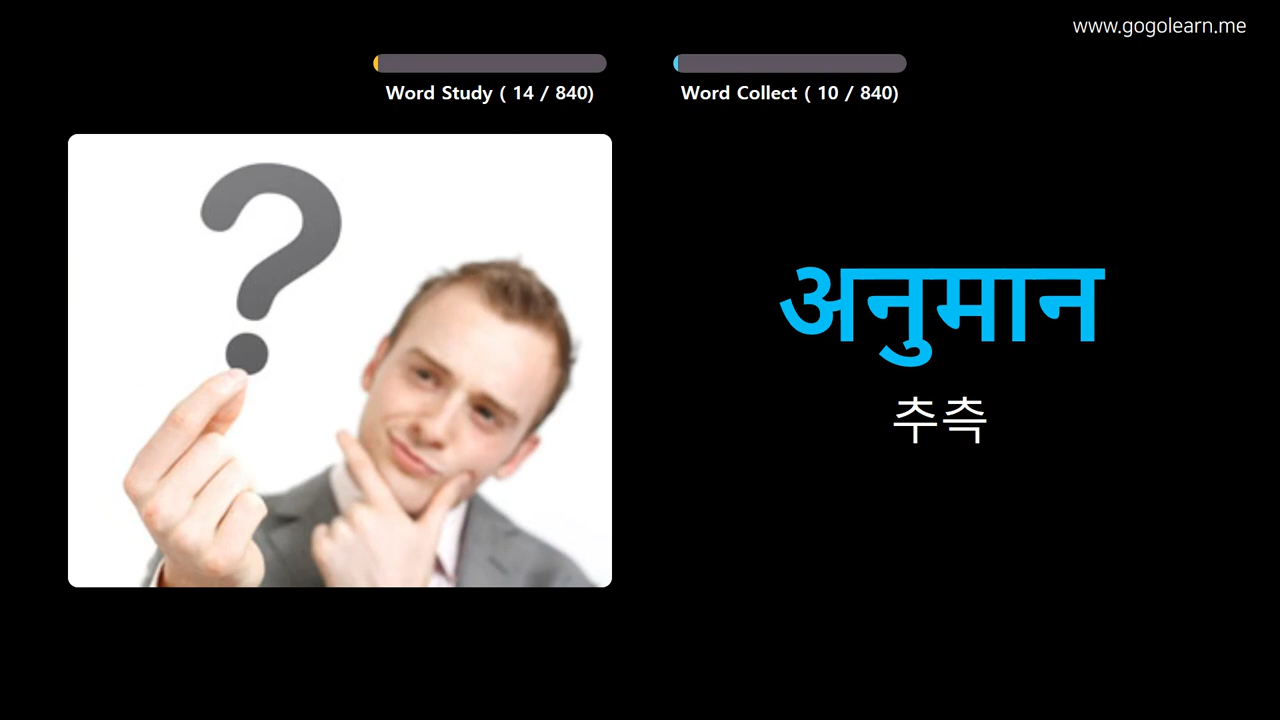 www.gogolearn.me
Word Study ( 14 / 840)
Word Collect ( 10 / 840)
?
अनुमान
추측